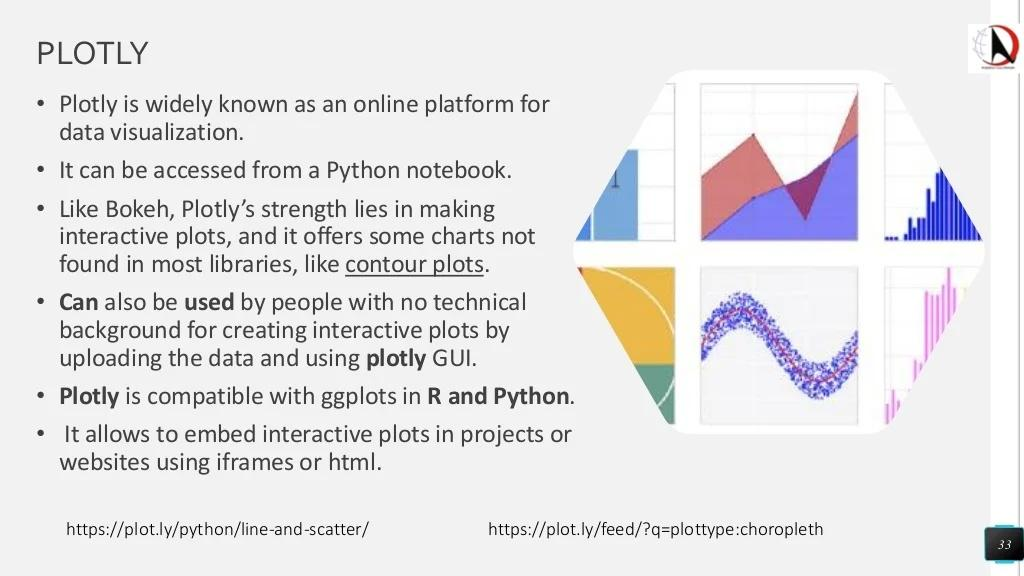 PLOTLY
• Plotly is widely known as an online platform for
data visualization.
• It can be accessed from a Python notebook.
• Like Bokeh, Plotly’s strength lies in making
interactive plots, and it offers some charts not
found in most libraries, like contour plots.
• Can also be used by people with no technical
background for creating interactive plots by
uploading the data and using plotly GUI.
• Plotly is compatible with ggplots in R and Python.
• It allows to embed interactive plots in projects or
websites using iframes or html.
https://plot.ly/python/line-and-scatter/
https://plot.ly/feed/?q=plottype:choropleth
33